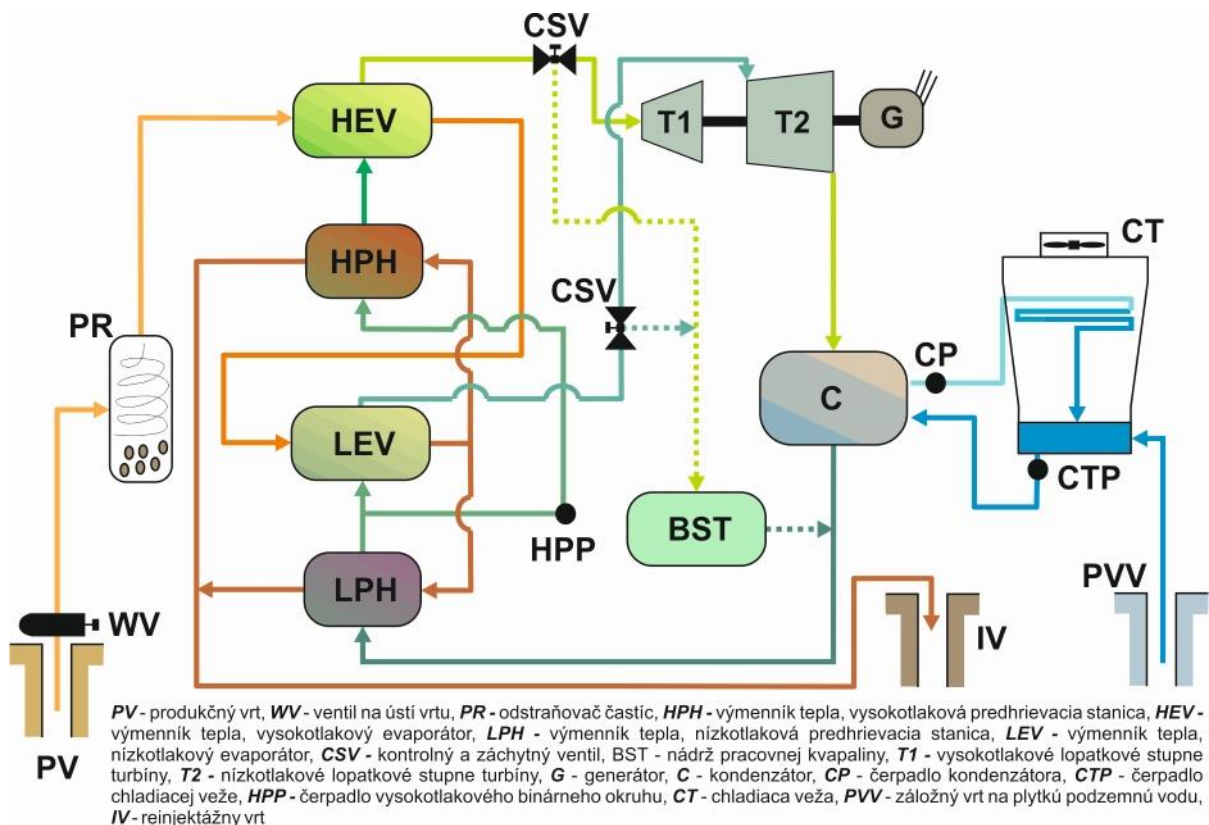 CSV
HEV
T1
T2
G
HPH
CT
CSV
PR
CP
C
LEV
CTP
BST
HPP
LPH
PVV
WV
IV
PV
PV - produkčný vrt, WV - ventil na ústí vrtu, PR - odstraňovač častíc, HPH - výmenník tepla, vysokotlaková predhrievacia stanica, HEV -
výmenník tepla, vysokotlakový evaporátor, LPH - výmenník tepla, nízkotlaková predhrievacia stanica, LEV - výmenník tepla,
nízkotlakový evaporátor, CSV - kontrolný a záchytný ventil, BST - nádrž pracovnej kvapaliny, T1 - vysokotlakové lopatkové stupne
turbíny, T2 - nízkotlakové lopatkové stupne turbíny, G - generátor, C - kondenzátor, CP - čerpadlo kondenzátora, CTP - čerpadlo
chladiacej veže, HPP - čerpadlo vysokotlakového binárneho okruhu, CT - chladiaca veža, PVV - záložný vrt na plytkú podzemnú vodu,
IV - reinjektážny vrt